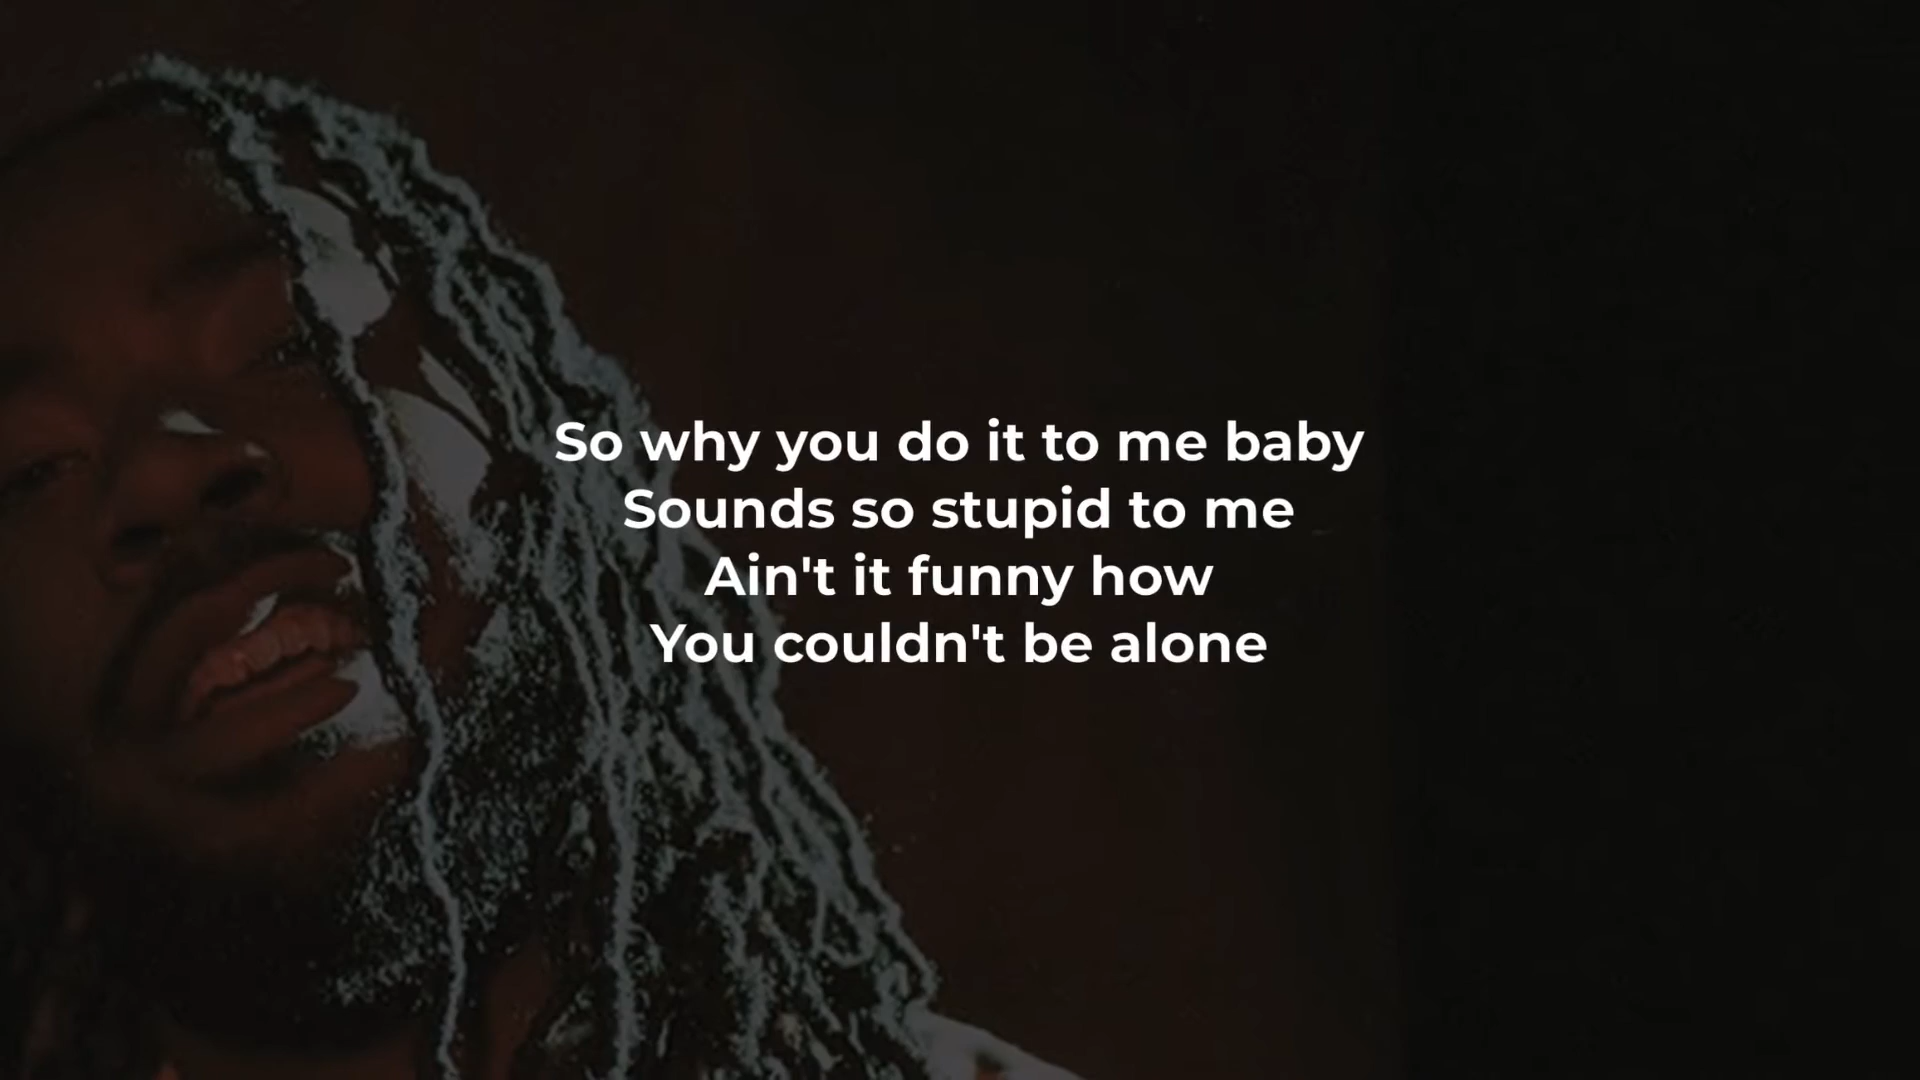 So why you do it to me baby
Sounds so stupid to me
Ain't it funny how
You couldn't be alone